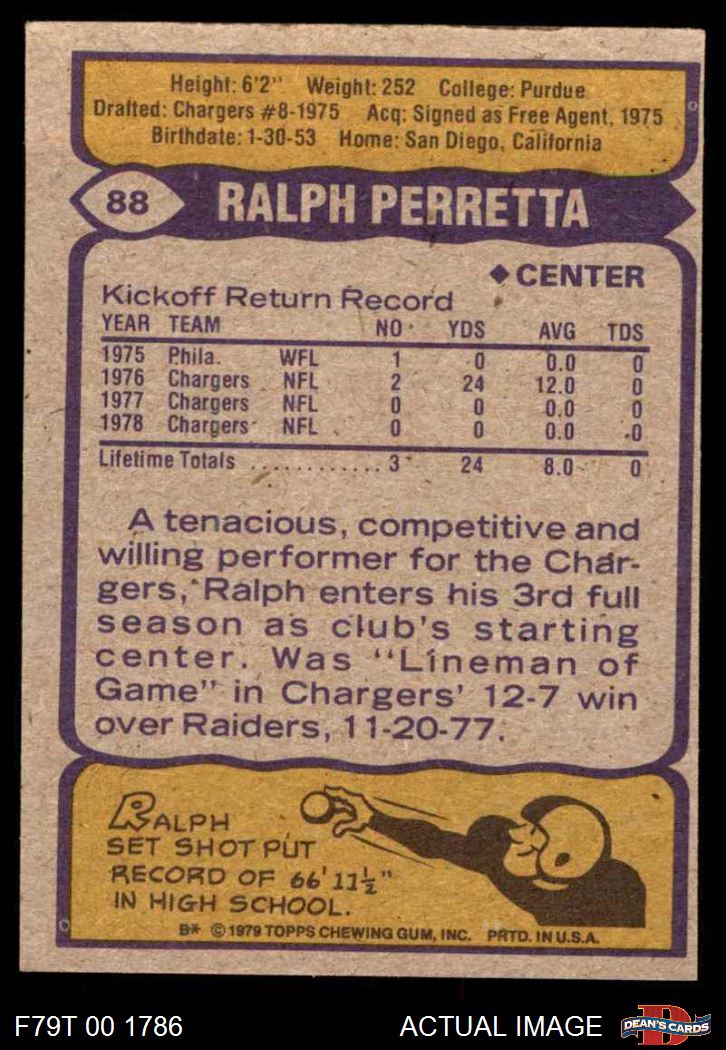 Height: 6'2" Weight: 252 College: Purdue
Drafted: Chargers #8-1975 Acq: Signed as Free Agent, 1975
Birthdate: 1-30-53 Home: San Diego, California
88 RALPH PERRETTA
◆ CENTER
Kickoff Return Record
YEAR TEAM NO YDS AVG TDS
1975 Phila. WFL 1 0 0.0 0
1976 Chargers NFL 2 24 12.0 0
1977 Chargers NFL 0 0 0.0 0
1978 Chargers NFL 0 0 0.0 0
Lifetime Totals ............ 3 24 8.0 0
A tenacious, competitive and
willing performer for the Char-
gers, Ralph enters his 3rd full
season as club's starting
center. Was "Lineman of
Game" in Chargers' 12-7 win
over Raiders, 11-20-77.
RALPH
SET SHOT PUT
RECORD OF 66' 11½"
IN HIGH SCHOOL.
B* © 1979 TOPPS CHEWING GUM, INC. PRTD. IN U.S.A.
F79T 00 1786 ACTUAL IMAGE D DEAN'S CARDS